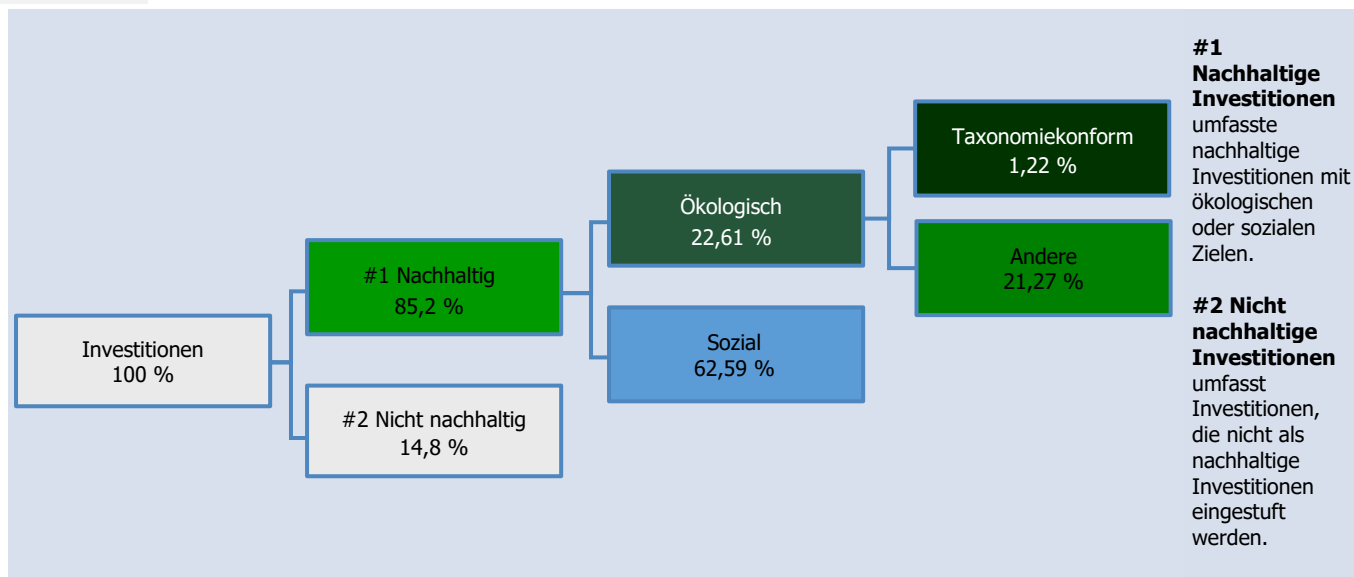 Investitionen
100 %
#1 Nachhaltig
85,2 %
#2 Nicht nachhaltig
14,8 %
Ökologisch
22,61 %
Sozial
62,59 %
Taxonomiekonform
1,22 %
Andere
21,27 %
#1
Nachhaltige
Investitionen
umfasste
nachhaltige
Investitionen mit
ökologischen
oder sozialen
Zielen.
#2 Nicht
nachhaltige
Investitionen
umfasst
Investitionen,
die nicht als
nachhaltige
Investitionen
eingestuft
werden.